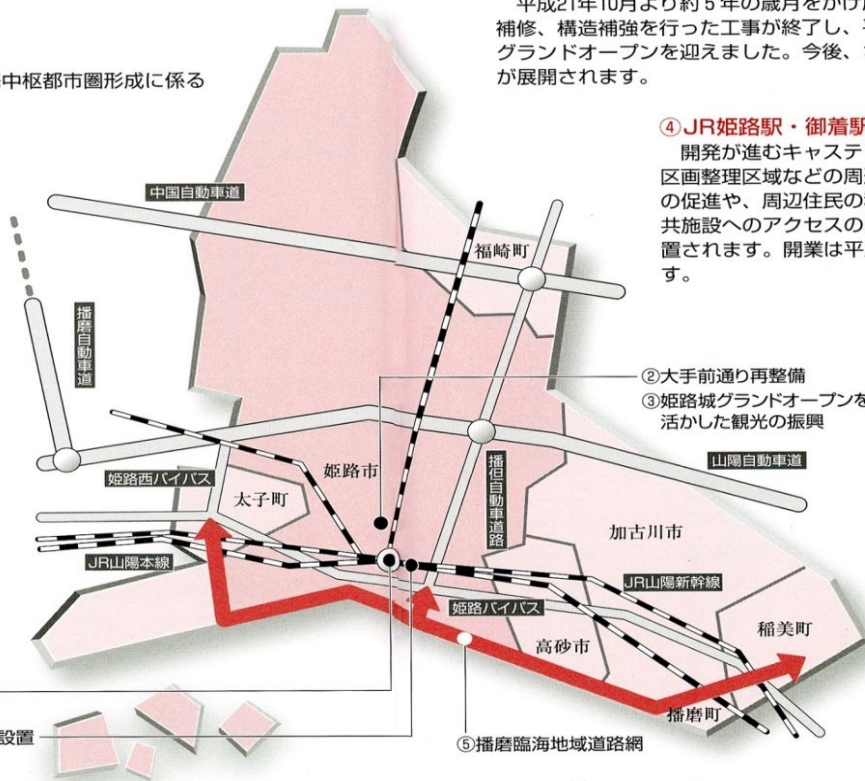 平成21年10月より約5年の歳月をかけ
補修、構造補強を行った工事が終了し、
グランドオープンを迎えました。今後、
が展開されます。
中枢都市圏形成に係る
④JR姫路駅・御着駅
開発が進むキャステ
区画整理区域などの周
の促進や、周辺住民の
共施設へのアクセスの
置されます。開業は平
す。
中国自動車道
福崎町
播磨自動車道
②大手前通り再整備
③姫路城グランドオープンを
活かした観光の振興
姫路西バイパス
太子町
姫路市
播但自動車道路
山陽自動車道
加古川市
JR山陽本線
JR山陽新幹線
姫路バイパス
高砂市
稲美町
播磨町
設置
⑤播磨臨海地域道路網